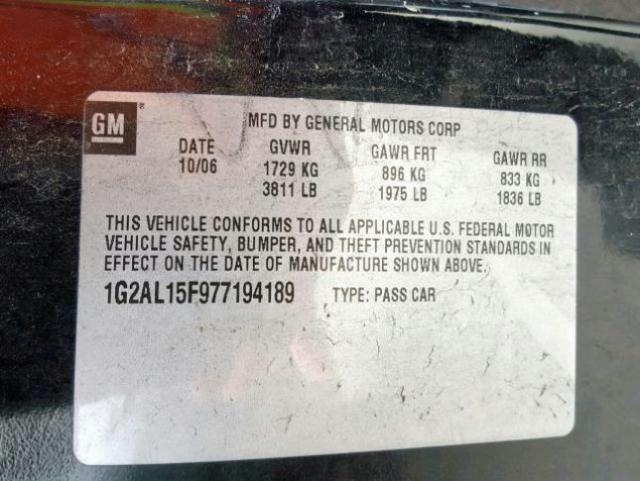 GM ®
MFD BY GENERAL MOTORS CORP
DATE GVWR GAWR FRT GAWR RR
10/06 1729 KG 896 KG 833 KG
3811 LB 1975 LB 1836 LB
THIS VEHICLE CONFORMS TO ALL APPLICABLE U.S. FEDERAL MOTOR
VEHICLE SAFETY, BUMPER, AND THEFT PREVENTION STANDARDS IN
EFFECT ON THE DATE OF MANUFACTURE SHOWN ABOVE.
1G2AL15F977194189 TYPE: PASS CAR